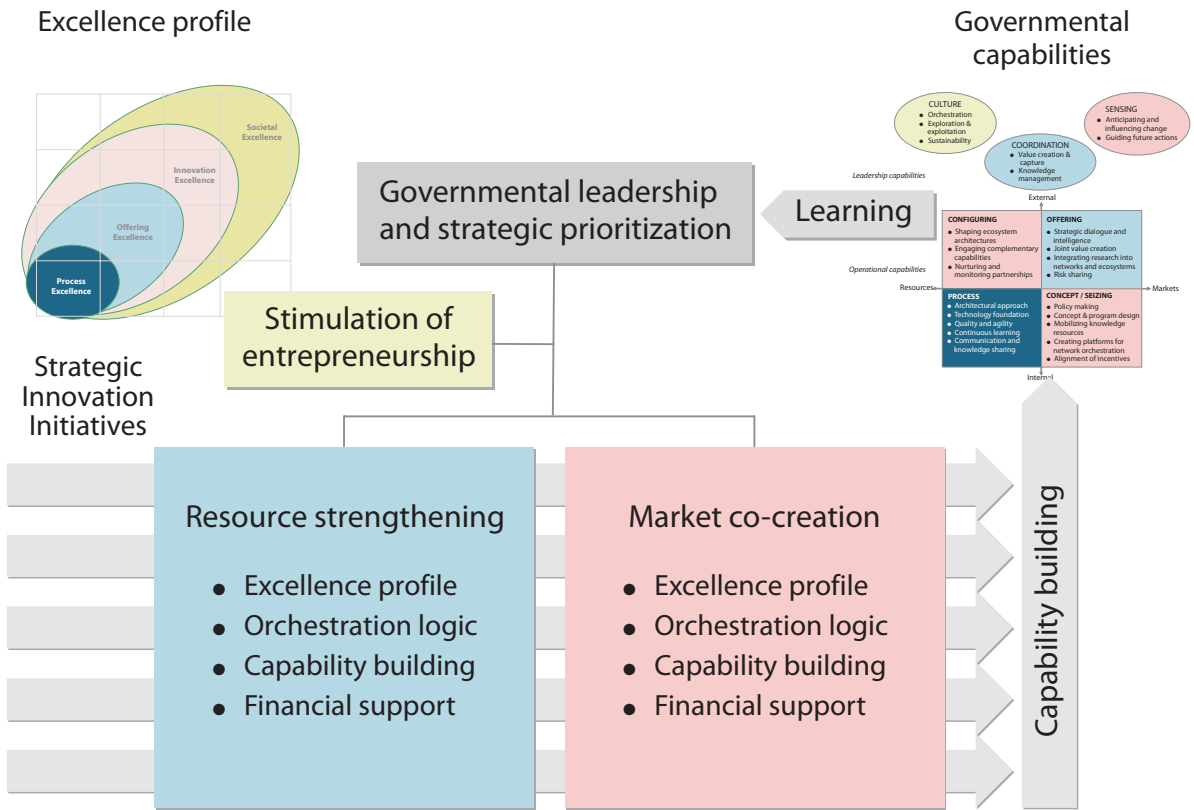 Excellence profile
Societal
Excellence
Innovation
Excellence
Offering
Excellence
Process
Excellence
Strategic
Innovation
Initiatives
Governmental leadership
and strategic prioritization
Stimulation of
entrepreneurship
Learning
Governmental
capabilities
CULTURE
● Orchestration
● Exploration &
exploitation
● Sustainability
SENSING
● Anticipating and
influencing change
● Guiding future actions
COORDINATION
● Value creation &
capture
● Knowledge
management
Leadership capabilities
External
CONFIGURING
● Shaping ecosystem
architectures
● Engaging complementary
capabilities
● Nurturing and
monitoring partnerships
OFFERING
● Strategic dialogue and
intelligence
● Joint value creation
● Integrating research into
networks and ecosystems
● Risk sharing
Operational capabilities
Resources
Markets
PROCESS
● Architectural approach
● Technology foundation
● Quality and agility
● Continuous learning
● Communication and
knowledge sharing
CONCEPT / SEIZING
● Policy making
● Concept & program design
● Mobilizing knowledge
resources
● Creating platforms for
network orchestration
● Alignment of incentives
Internal
Resource strengthening
● Excellence profile
● Orchestration logic
● Capability building
● Financial support
Market co-creation
● Excellence profile
● Orchestration logic
● Capability building
● Financial support
Capability building